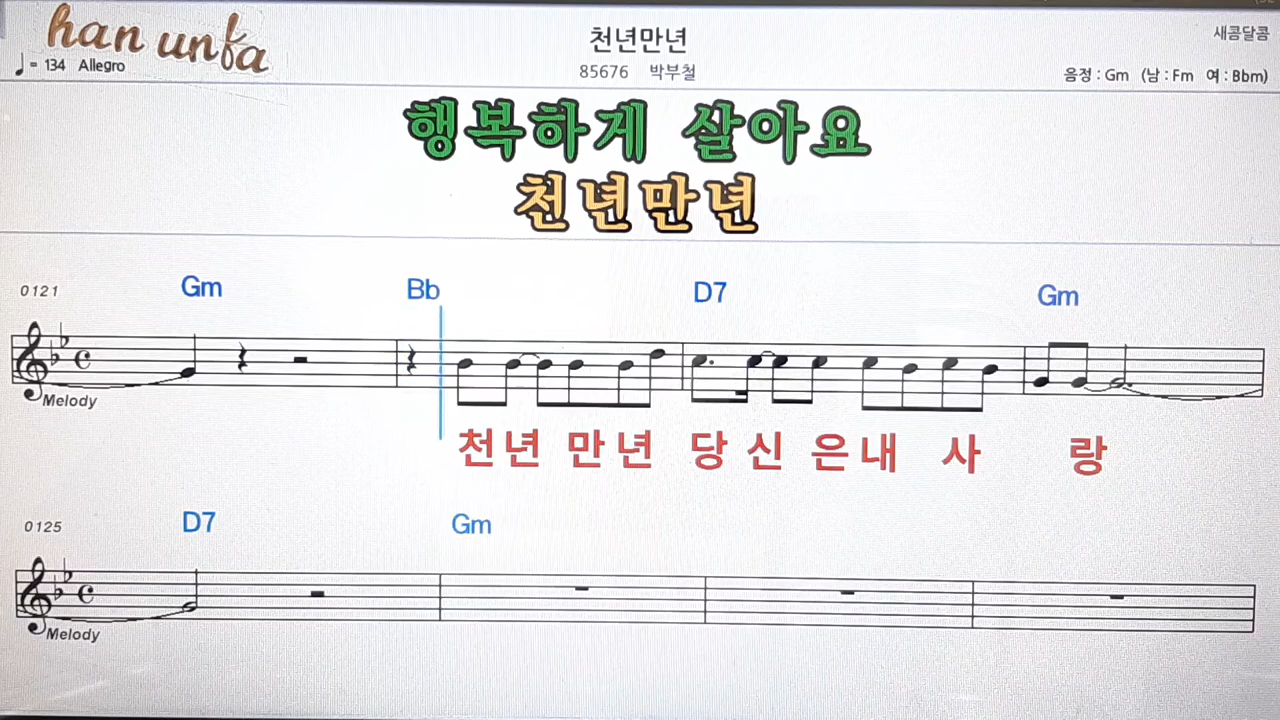 han unfa
천년만년
새콤달콤
♩= 134 Allegro
85676 박부철
음정 : Gm (남 : Fm 여 : Bbm)
행복하게 살아요
천년만년
0121 Gm Bb D7 Gm
Melody
천년 만년 당신 은내 사 랑
0125 D7 Gm
Melody